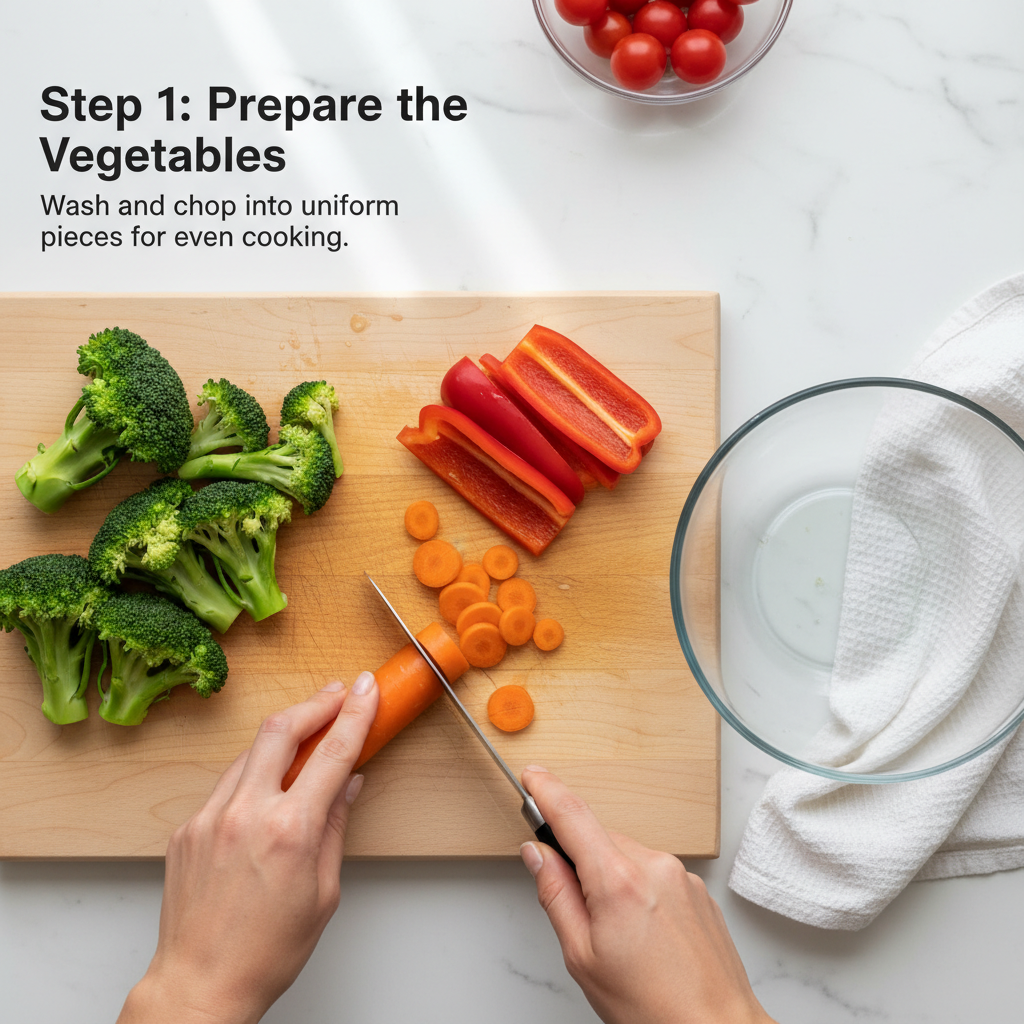 Step 1: Prepare the
Vegetables
Wash and chop into uniform
pieces for even cooking.